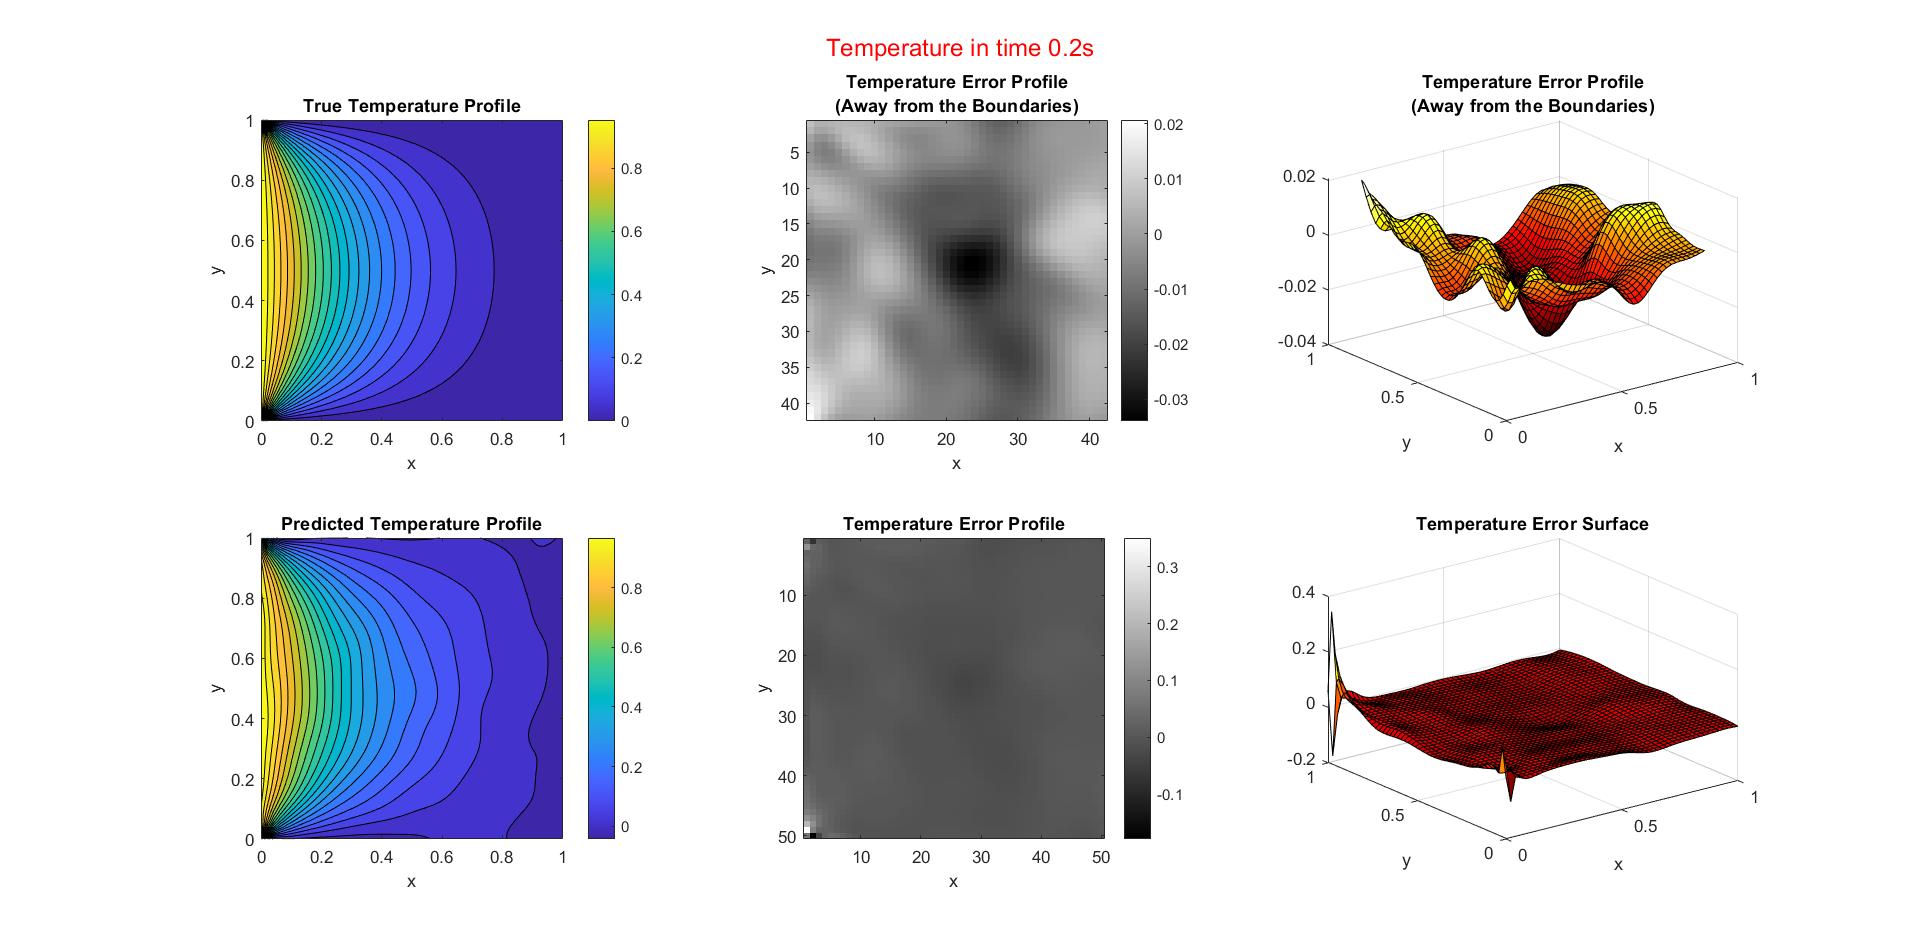 Temperature in time 0.2s
True Temperature Profile
1
0.8
0.6
0.4
0.2
0
y
0 0.2 0.4 0.6 0.8 1
x
0.8
0.6
0.4
0.2
0
Temperature Error Profile
(Away from the Boundaries)
5
10
15
20
25
30
35
40
y
10 20 30 40
x
0.02
0.01
0
-0.01
-0.02
-0.03
Temperature Error Profile
(Away from the Boundaries)
0.02
0
-0.02
-0.04
1
0.5
0
y
0
0.5
1
x
Predicted Temperature Profile
1
0.8
0.6
0.4
0.2
0
y
0 0.2 0.4 0.6 0.8 1
x
0.8
0.6
0.4
0.2
0
Temperature Error Profile
10
20
30
40
50
y
10 20 30 40 50
x
0.3
0.2
0.1
0
-0.1
Temperature Error Surface
0.4
0.2
0
-0.2
1
0.5
0
y
0
0.5
1
x